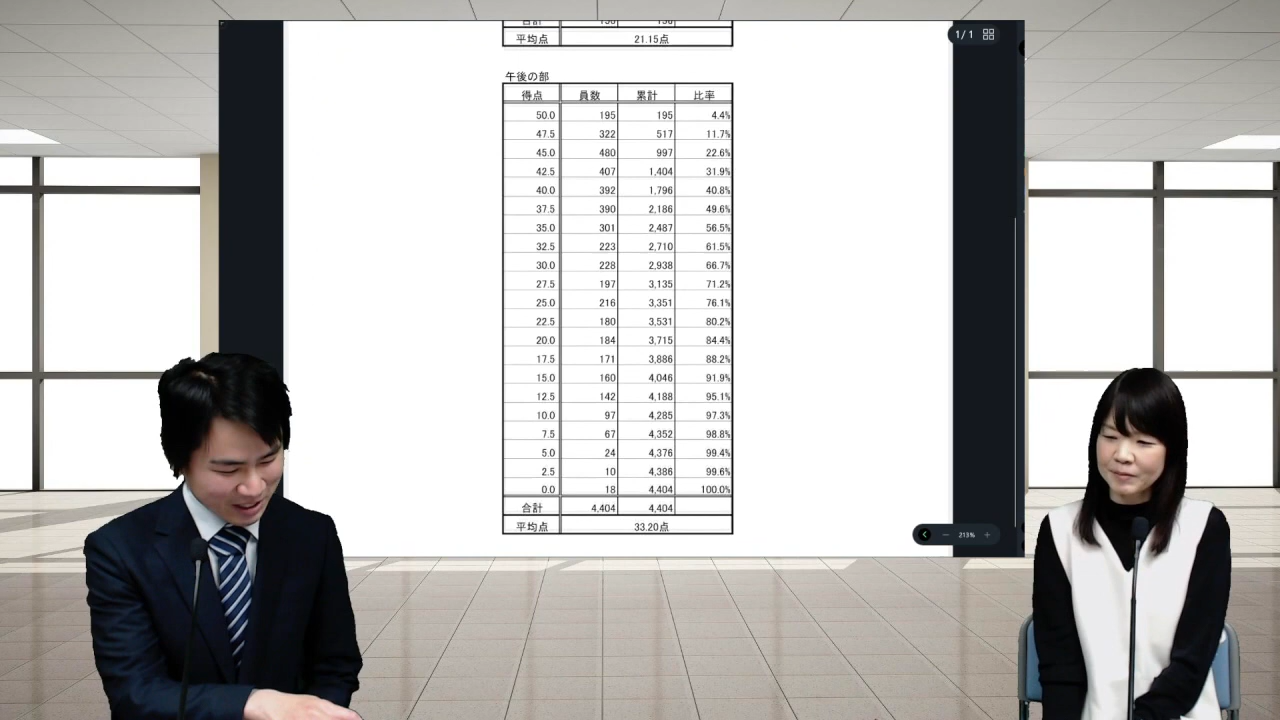 平均点 21.15点
1/1
午後の部
得点 員数 累計 比率
50.0 195 195 4.4%
47.5 322 517 11.7%
45.0 480 997 22.6%
42.5 407 1,404 31.9%
40.0 392 1,796 40.8%
37.5 390 2,186 49.6%
35.0 301 2,487 56.5%
32.5 223 2,710 61.5%
30.0 228 2,938 66.7%
27.5 197 3,135 71.2%
25.0 216 3,351 76.1%
22.5 180 3,531 80.2%
20.0 184 3,715 84.4%
17.5 171 3,886 88.2%
15.0 160 4,046 91.9%
12.5 142 4,188 95.1%
10.0 97 4,285 97.3%
7.5 67 4,352 98.8%
5.0 24 4,376 99.4%
2.5 10 4,386 99.6%
0.0 18 4,404 100.0%
合計 4,404 4,404
平均点 33.20点
213%